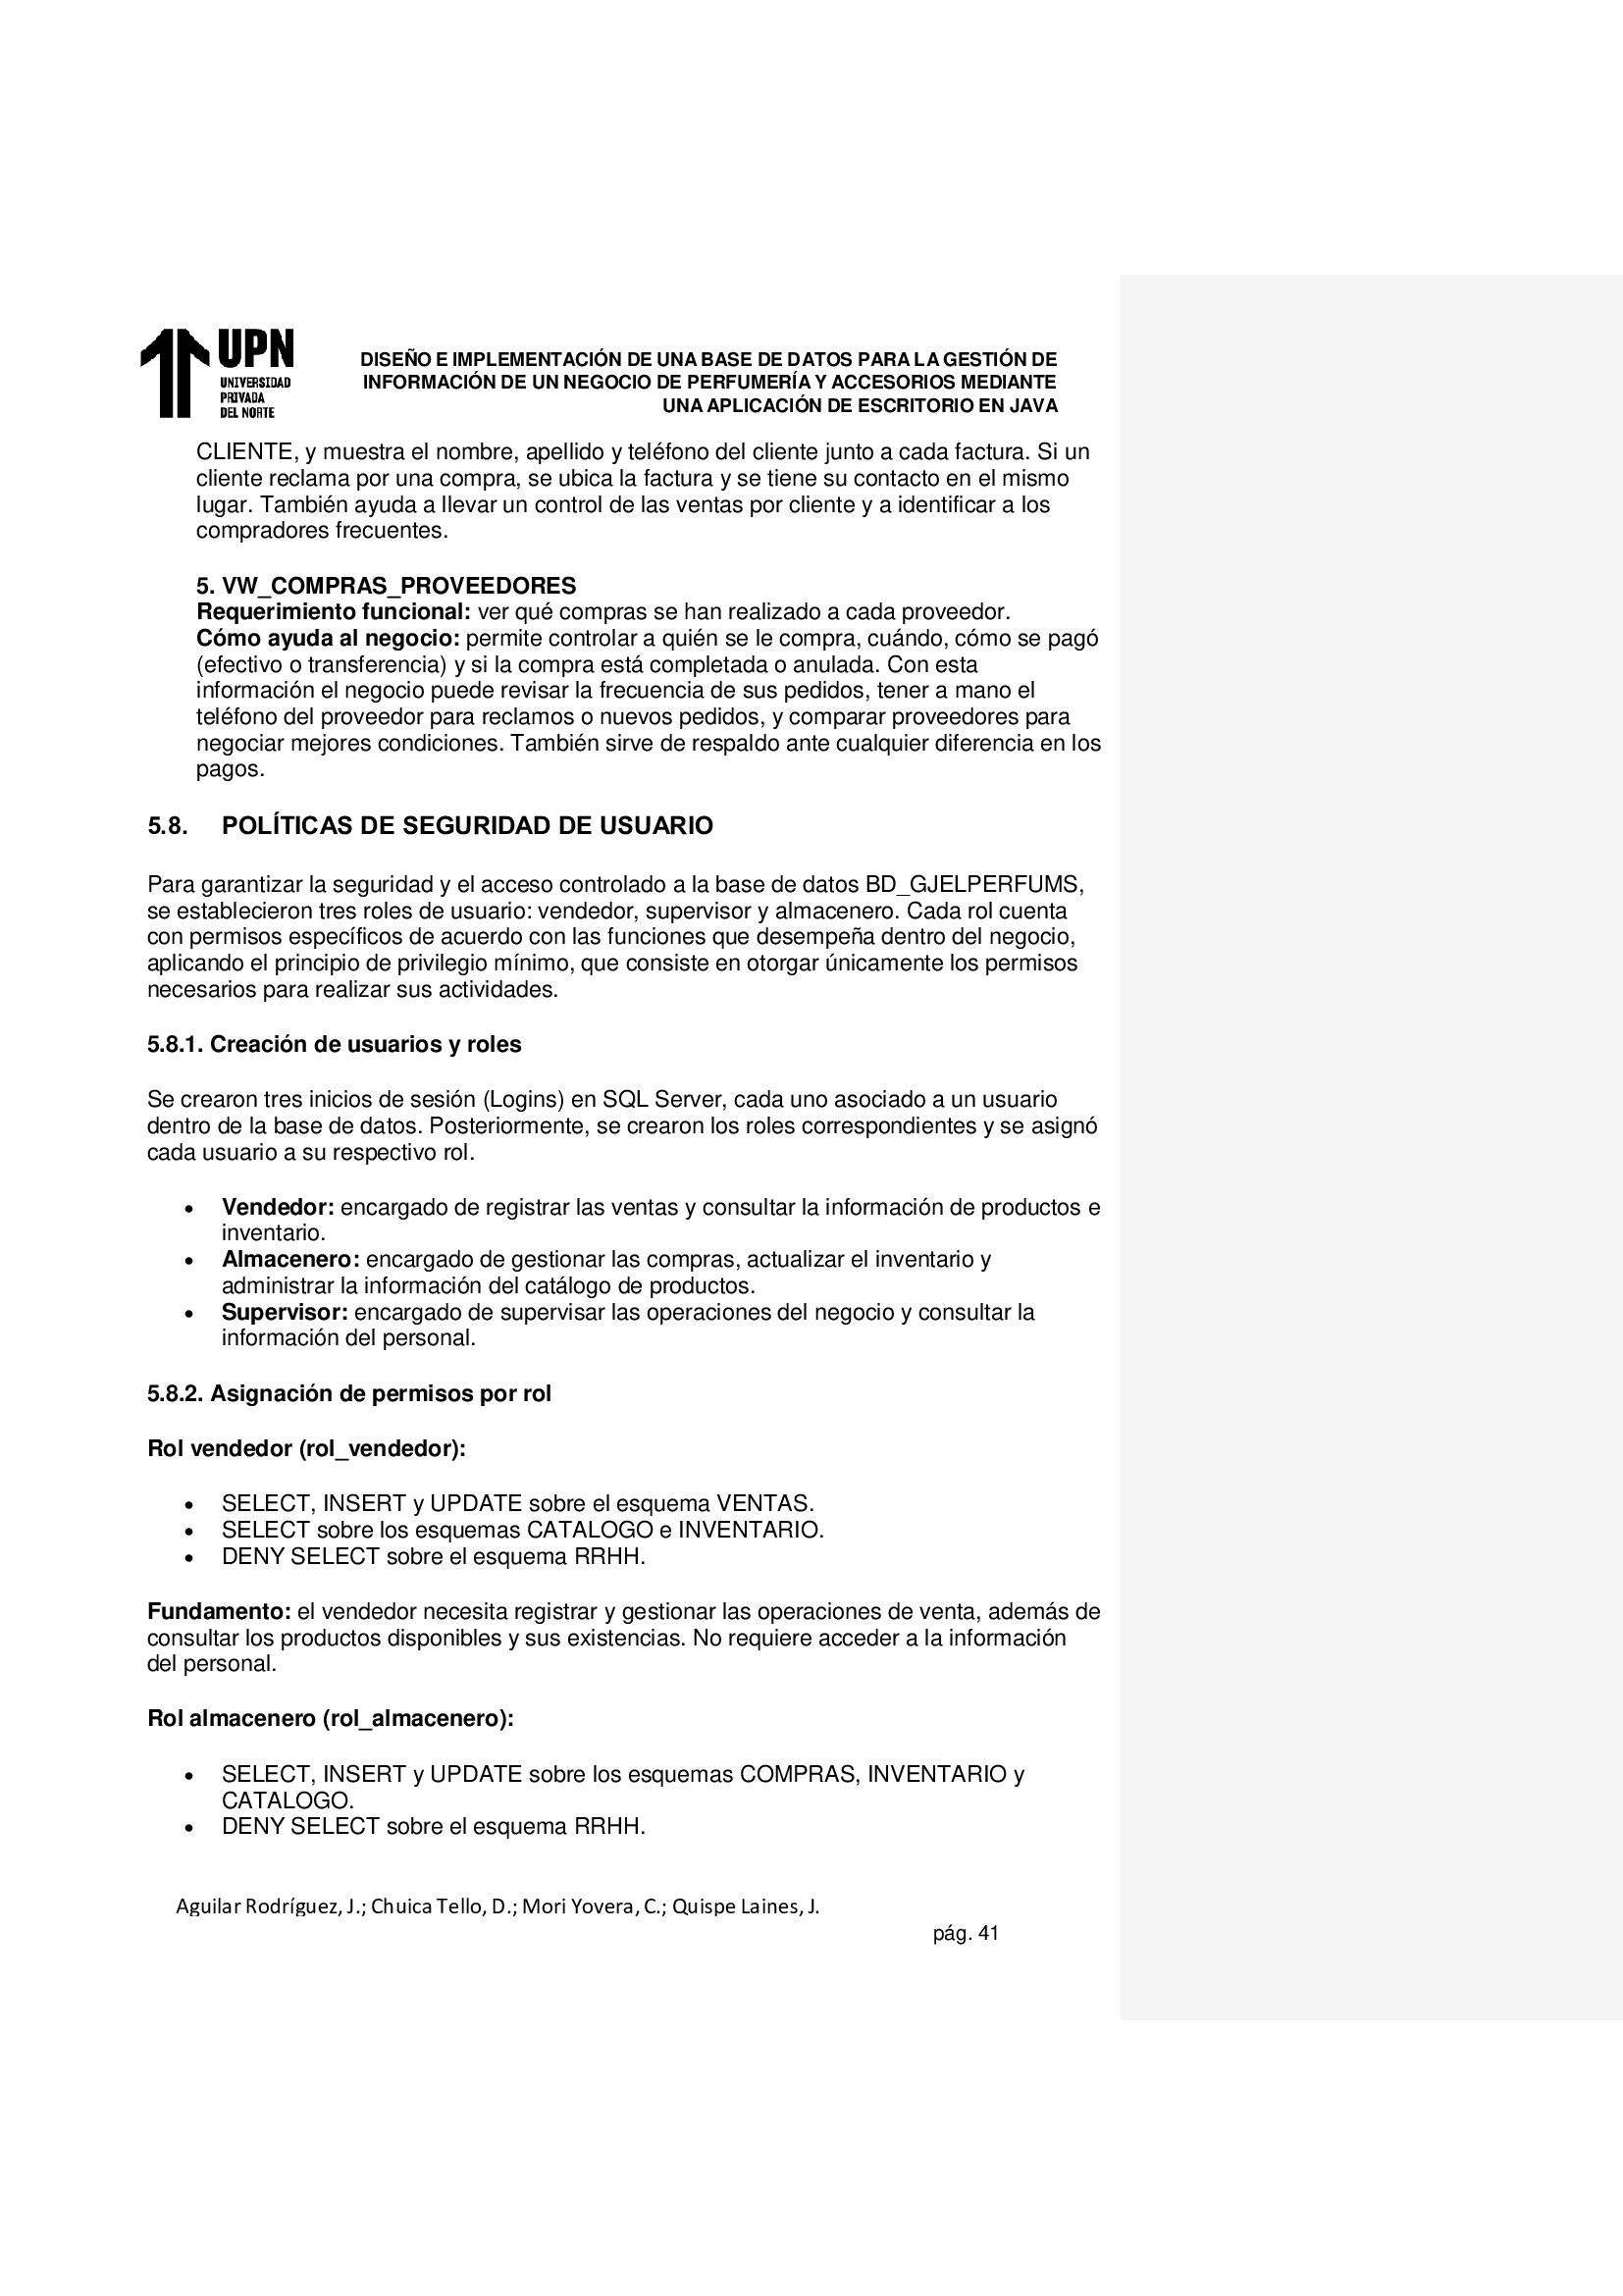 UPN
UNIVERSIDAD
PRIVADA
DEL NORTE
DISEÑO E IMPLEMENTACIÓN DE UNA BASE DE DATOS PARA LA GESTIÓN DE
INFORMACIÓN DE UN NEGOCIO DE PERFUMERÍA Y ACCESORIOS MEDIANTE
UNA APLICACIÓN DE ESCRITORIO EN JAVA
CLIENTE, y muestra el nombre, apellido y teléfono del cliente junto a cada factura. Si un
cliente reclama por una compra, se ubica la factura y se tiene su contacto en el mismo
lugar. También ayuda a llevar un control de las ventas por cliente y a identificar a los
compradores frecuentes.
5. VW_COMPRAS_PROVEEDORES
Requerimiento funcional: ver qué compras se han realizado a cada proveedor.
Cómo ayuda al negocio: permite controlar a quién se le compra, cuándo, cómo se pagó
(efectivo o transferencia) y si la compra está completada o anulada. Con esta
información el negocio puede revisar la frecuencia de sus pedidos, tener a mano el
teléfono del proveedor para reclamos o nuevos pedidos, y comparar proveedores para
negociar mejores condiciones. También sirve de respaldo ante cualquier diferencia en los
pagos.
5.8. POLÍTICAS DE SEGURIDAD DE USUARIO
Para garantizar la seguridad y el acceso controlado a la base de datos BD_GJELPERFUMS,
se establecieron tres roles de usuario: vendedor, supervisor y almacenero. Cada rol cuenta
con permisos específicos de acuerdo con las funciones que desempeña dentro del negocio,
aplicando el principio de privilegio mínimo, que consiste en otorgar únicamente los permisos
necesarios para realizar sus actividades.
5.8.1. Creación de usuarios y roles
Se crearon tres inicios de sesión (Logins) en SQL Server, cada uno asociado a un usuario
dentro de la base de datos. Posteriormente, se crearon los roles correspondientes y se asignó
cada usuario a su respectivo rol.
• Vendedor: encargado de registrar las ventas y consultar la información de productos e
inventario.
• Almacenero: encargado de gestionar las compras, actualizar el inventario y
administrar la información del catálogo de productos.
• Supervisor: encargado de supervisar las operaciones del negocio y consultar la
información del personal.
5.8.2. Asignación de permisos por rol
Rol vendedor (rol_vendedor):
• SELECT, INSERT y UPDATE sobre el esquema VENTAS.
• SELECT sobre los esquemas CATALOGO e INVENTARIO.
• DENY SELECT sobre el esquema RRHH.
Fundamento: el vendedor necesita registrar y gestionar las operaciones de venta, además de
consultar los productos disponibles y sus existencias. No requiere acceder a la información
del personal.
Rol almacenero (rol_almacenero):
• SELECT, INSERT y UPDATE sobre los esquemas COMPRAS, INVENTARIO y
CATALOGO.
• DENY SELECT sobre el esquema RRHH.
Aguilar Rodríguez, J.; Chuica Tello, D.; Mori Yovera, C.; Quispe Laines, J.
pág. 41